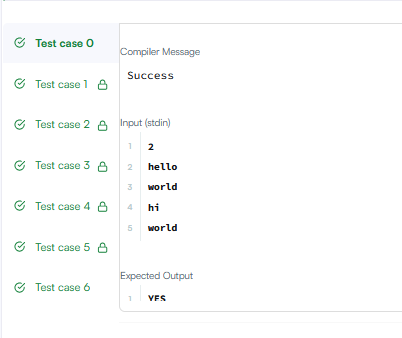 Test case 0
Test case 1
Test case 2
Test case 3
Test case 4
Test case 5
Test case 6
Compiler Message
Success
Input (stdin)
1 2
2 hello
3 world
4 hi
5 world
Expected Output
1 YES